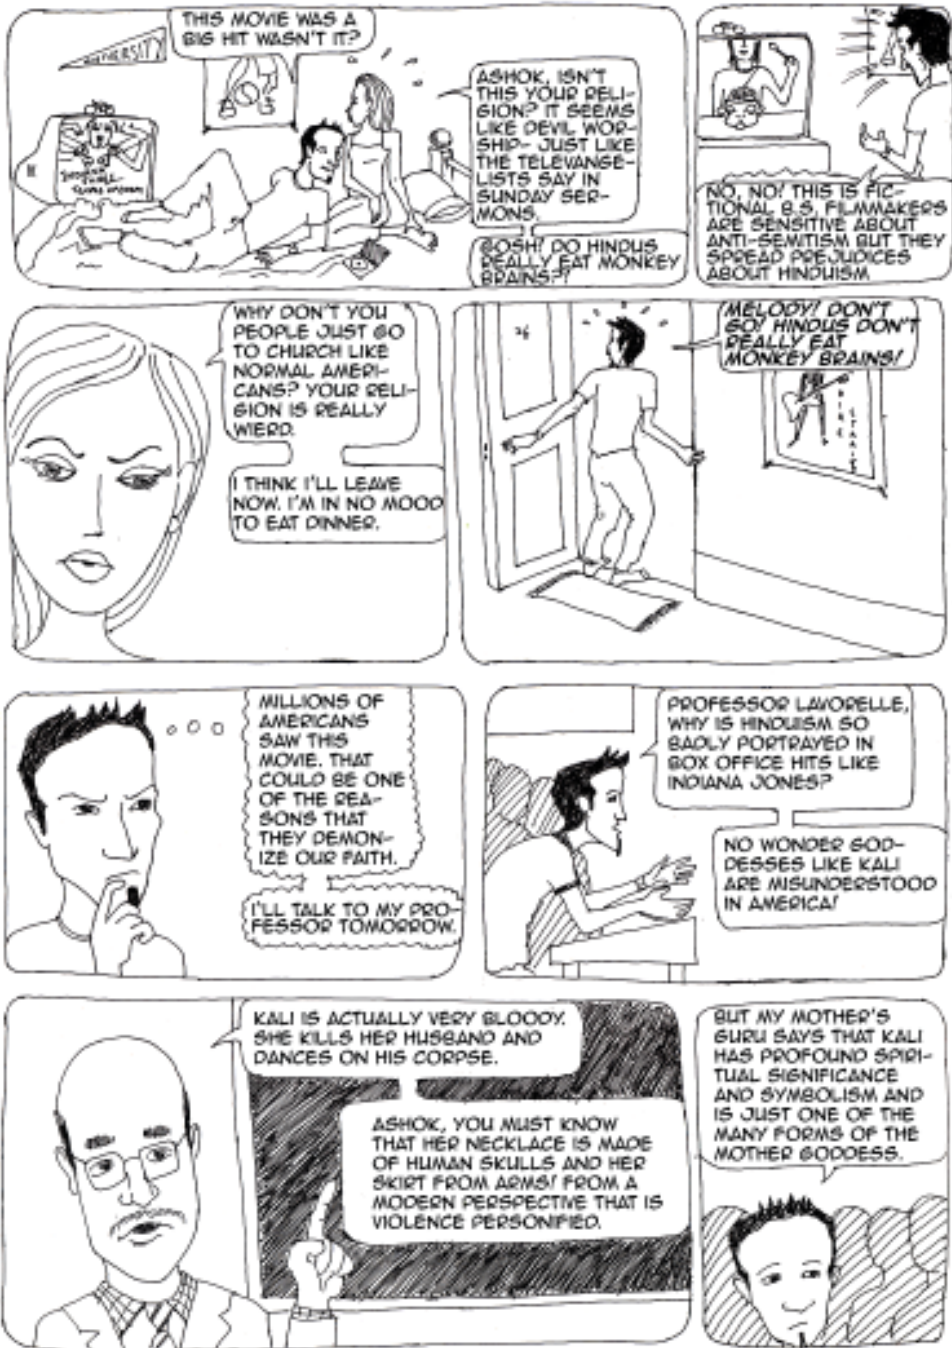 THIS MOVIE WAS A
BIG HIT WASN'T IT?
ASHOK, ISN'T
THIS YOUR RELI-
GION? IT SEEMS
LIKE DEVIL WOR-
SHIP- JUST LIKE
THE TELEVANGE-
LISTS SAY IN
SUNDAY SER-
MONS.
GOSH! DO HINDUS
REALLY EAT MONKEY
BRAINS?!
NO, NO! THIS IS FIC-
TIONAL B.S. FILMMAKERS
ARE SENSITIVE ABOUT
ANTI-SEMITISM BUT THEY
SPREAD PREJUDICES
ABOUT HINDUISM
WHY DON'T YOU
PEOPLE JUST GO
TO CHURCH LIKE
NORMAL AMERI-
CANS? YOUR RELI-
GION IS REALLY
WIERD.
I THINK I'LL LEAVE
NOW. I'M IN NO MOOD
TO EAT DINNER.
MELODY! DON'T
GO! HINDUS DON'T
REALLY EAT
MONKEY BRAINS!
MILLIONS OF
AMERICANS
SAW THIS
MOVIE. THAT
COULD BE ONE
OF THE REA-
SONS THAT
THEY DEMON-
IZE OUR FAITH.
I'LL TALK TO MY PRO-
FESSOR TOMORROW.
PROFESSOR LAVORELLE,
WHY IS HINDUISM SO
BADLY PORTRAYED IN
BOX OFFICE HITS LIKE
INDIANA JONES?
NO WONDER GOD-
DESSES LIKE KALI
ARE MISUNDERSTOOD
IN AMERICA!
KALI IS ACTUALLY VERY BLOODY.
SHE KILLS HER HUSBAND AND
DANCES ON HIS CORPSE.
ASHOK, YOU MUST KNOW
THAT HER NECKLACE IS MADE
OF HUMAN SKULLS AND HER
SKIRT FROM ARMS! FROM A
MODERN PERSPECTIVE THAT IS
VIOLENCE PERSONIFIED.
BUT MY MOTHER'S
GURU SAYS THAT KALI
HAS PROFOUND SPIRI-
TUAL SIGNIFICANCE
AND SYMBOLISM AND
IS JUST ONE OF THE
MANY FORMS OF THE
MOTHER GODDESS.